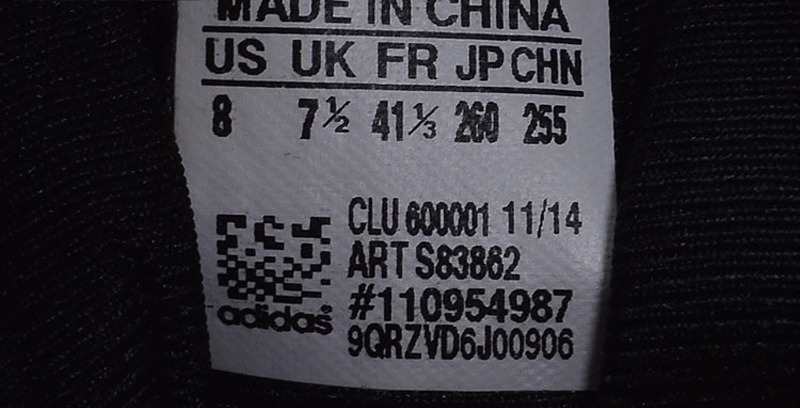 MADE IN CHINA
US UK FR JP CHN
8 7½ 41⅓ 260 255
CLU 600001 11/14
ART S83862
#110954987
adidas
9QRZVD6J00906